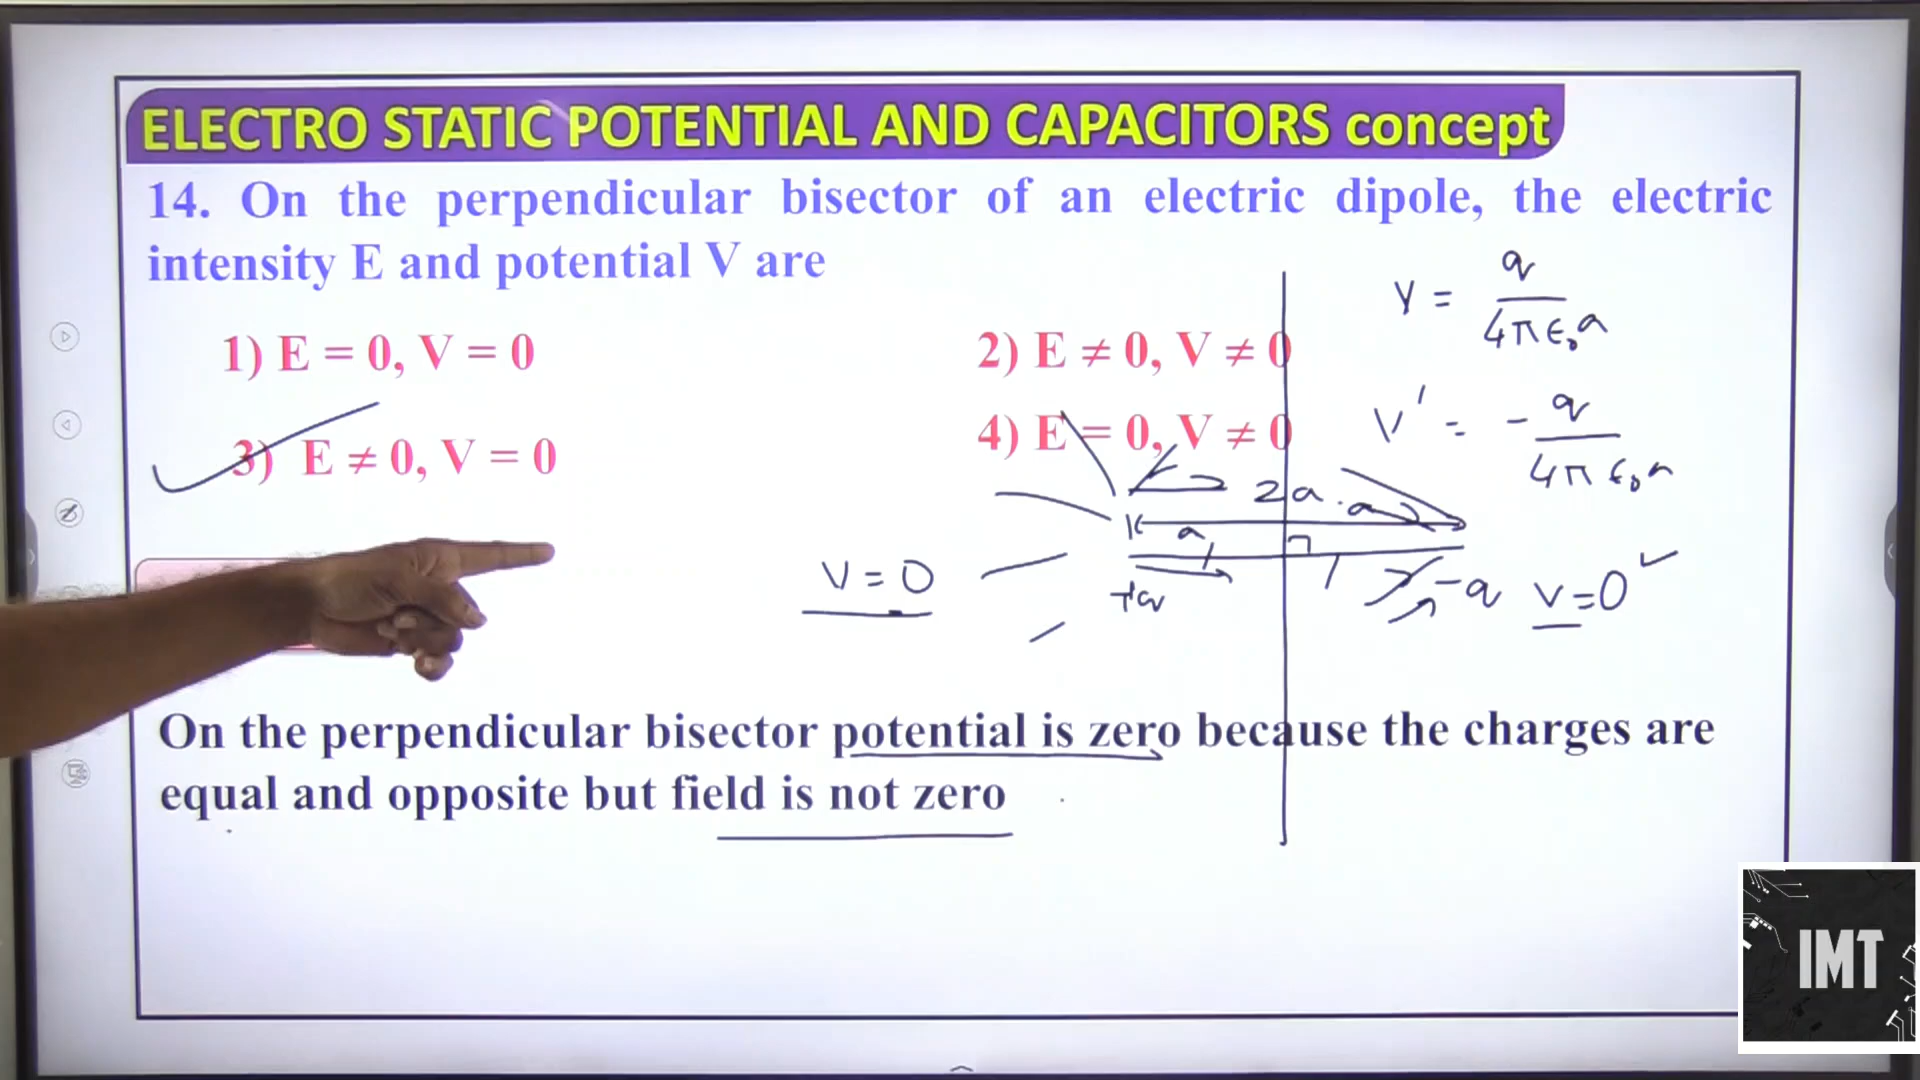 ELECTRO STATIC POTENTIAL AND CAPACITORS concept
14. On the perpendicular bisector of an electric dipole, the electric
intensity E and potential V are
1) E = 0, V = 0
2) E ≠ 0, V ≠ 0
3) E ≠ 0, V = 0
4) E = 0, V ≠ 0
V = q / 4πε₀a
V' = - q / 4πε₀a
2a
a
a
+q
-q
V = 0
V = 0
On the perpendicular bisector potential is zero because the charges are
equal and opposite but field is not zero
IMT